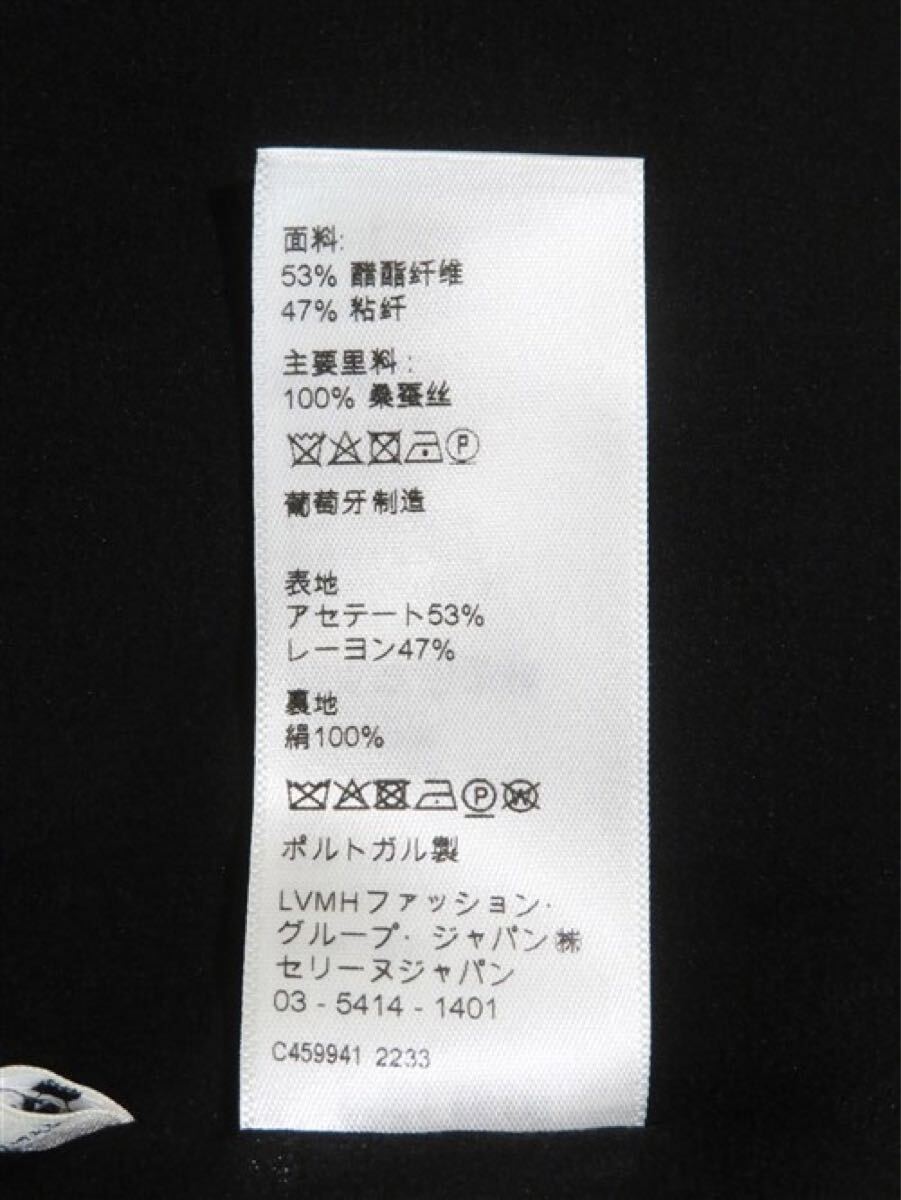 面料:
53% 醋酯纤维
47% 粘纤
主要里料:
100% 桑蚕丝
P
葡萄牙制造
表地
アセテート53%
レーヨン47%
裏地
絹100%
P W
ポルトガル製
LVMHファッション·
グループ· ジャパン㈱
セリーヌジャパン
03 - 5414 - 1401
C459941 2233